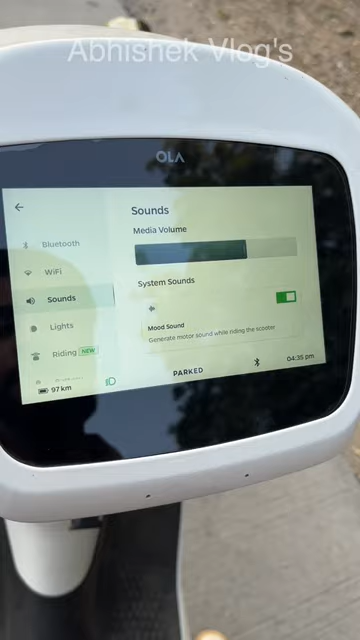 Abhishek Vlog's
OLA
Sounds
Media Volume
Bluetooth
WiFi
System Sounds
Sounds
Mood Sound
Generate motor sound while riding the scooter
Lights
Riding NEW
PARKED
04:35 pm
97 km